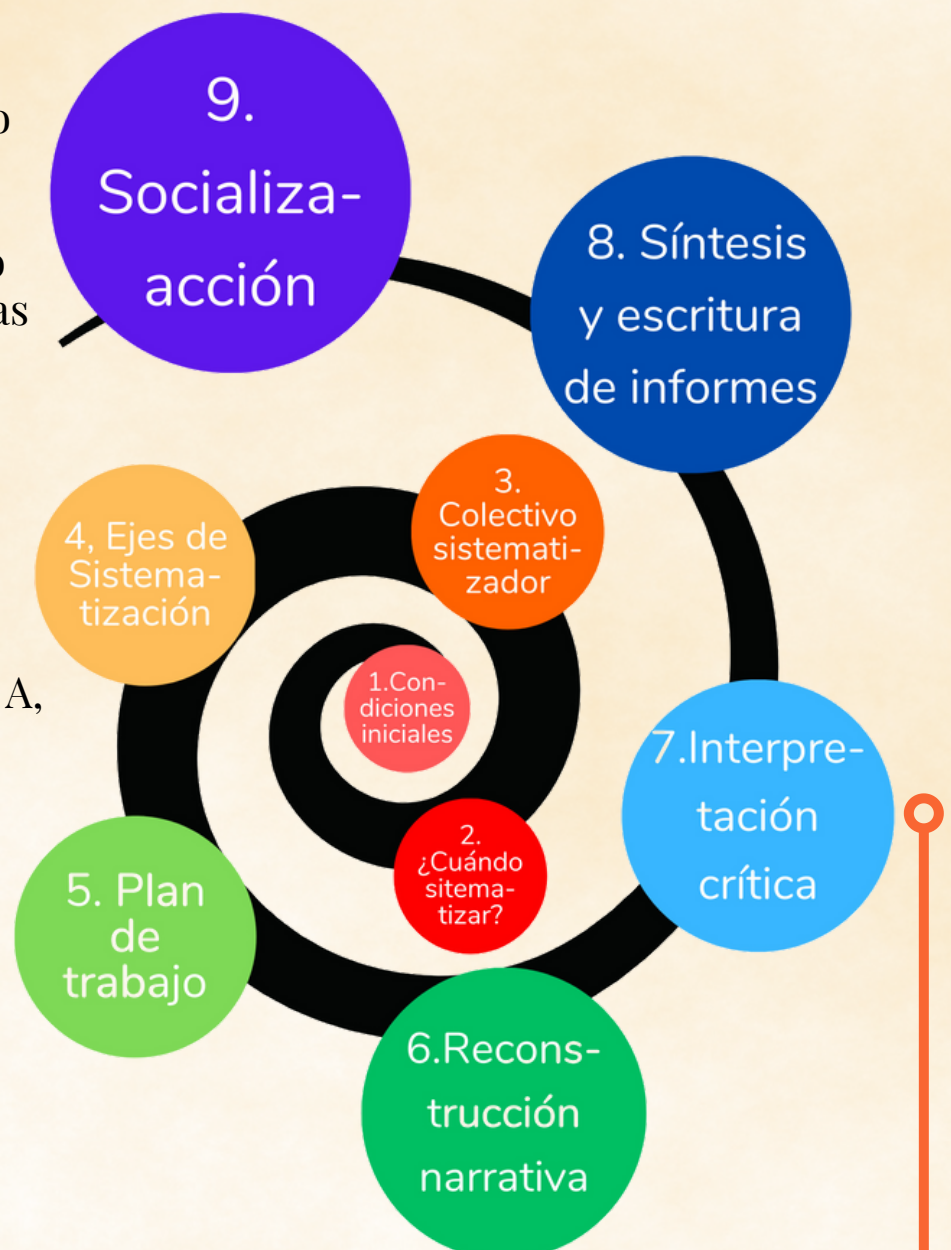 o
o
as
A,
9.
Socializa-
acción
8. Síntesis
y escritura
de informes
3.
Colectivo
sistemati-
zador
4, Ejes de
Sistema-
tización
1.Con-
diciones
iniciales
2.
¿Cuándo
sitema-
tizar?
7.Interpre-
tación
crítica
5. Plan
de
trabajo
6.Recons-
trucción
narrativa